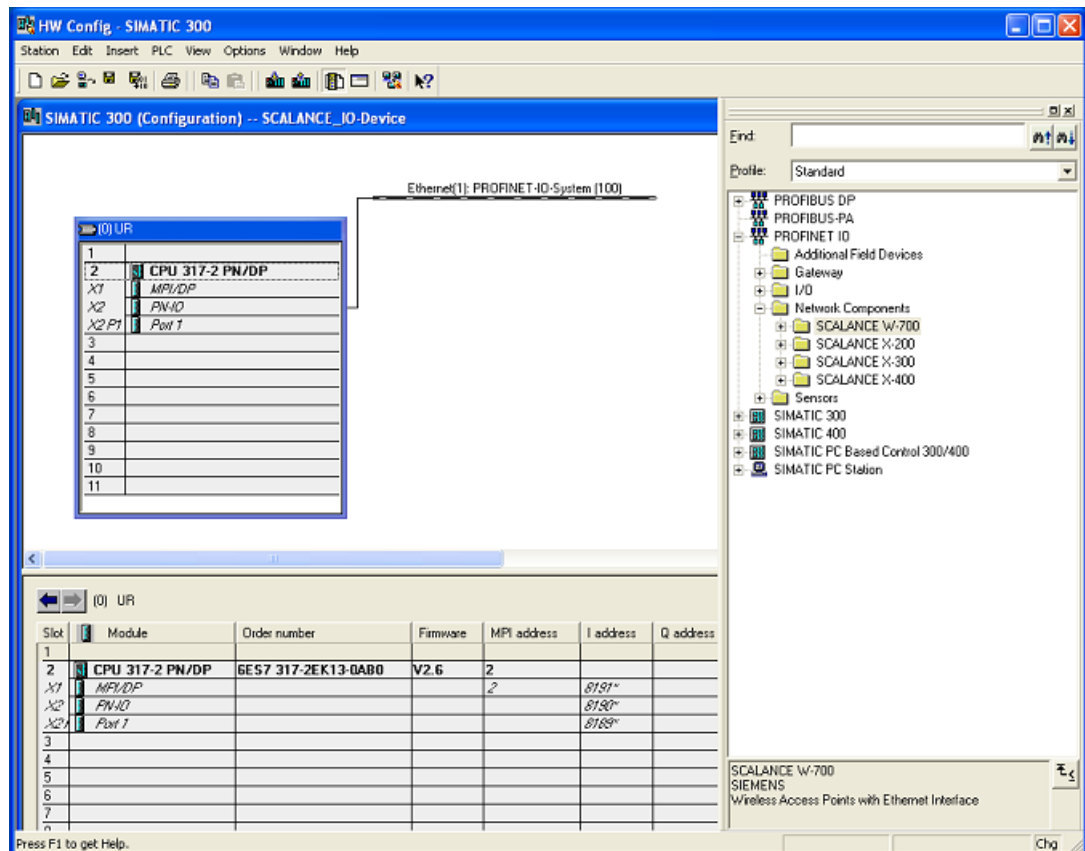 HW Config - SIMATIC 300
Station Edit Insert PLC View Options Window Help
SIMATIC 300 (Configuration) -- SCALANCE_IO-Device
Ethernet(1): PROFINET-IO-System (100)
(0) UR
1
2 CPU 317-2 PN/DP
X1 MPI/DP
X2 PN-IO
X2 P1 Port 1
3
4
5
6
7
8
9
10
11
Find:
Profile: Standard
PROFIBUS DP
PROFIBUS-PA
PROFINET IO
Additional Field Devices
Gateway
I/O
Network Components
SCALANCE W-700
SCALANCE X-200
SCALANCE X-300
SCALANCE X-400
Sensors
SIMATIC 300
SIMATIC 400
SIMATIC PC Based Control 300/400
SIMATIC PC Station
(0) UR
Slot Module Order number Firmware MPI address I address Q address
1
2 CPU 317-2 PN/DP 6ES7 317-2EK13-0AB0 V2.6 2
X1 MPI/DP 2 8191*
X2 PN-IO 8190*
X2 Port 1 8189*
3
4
5
6
7
SCALANCE W-700
SIEMENS
Wireless Access Points with Ethernet Interface
Press F1 to get Help.
Chg